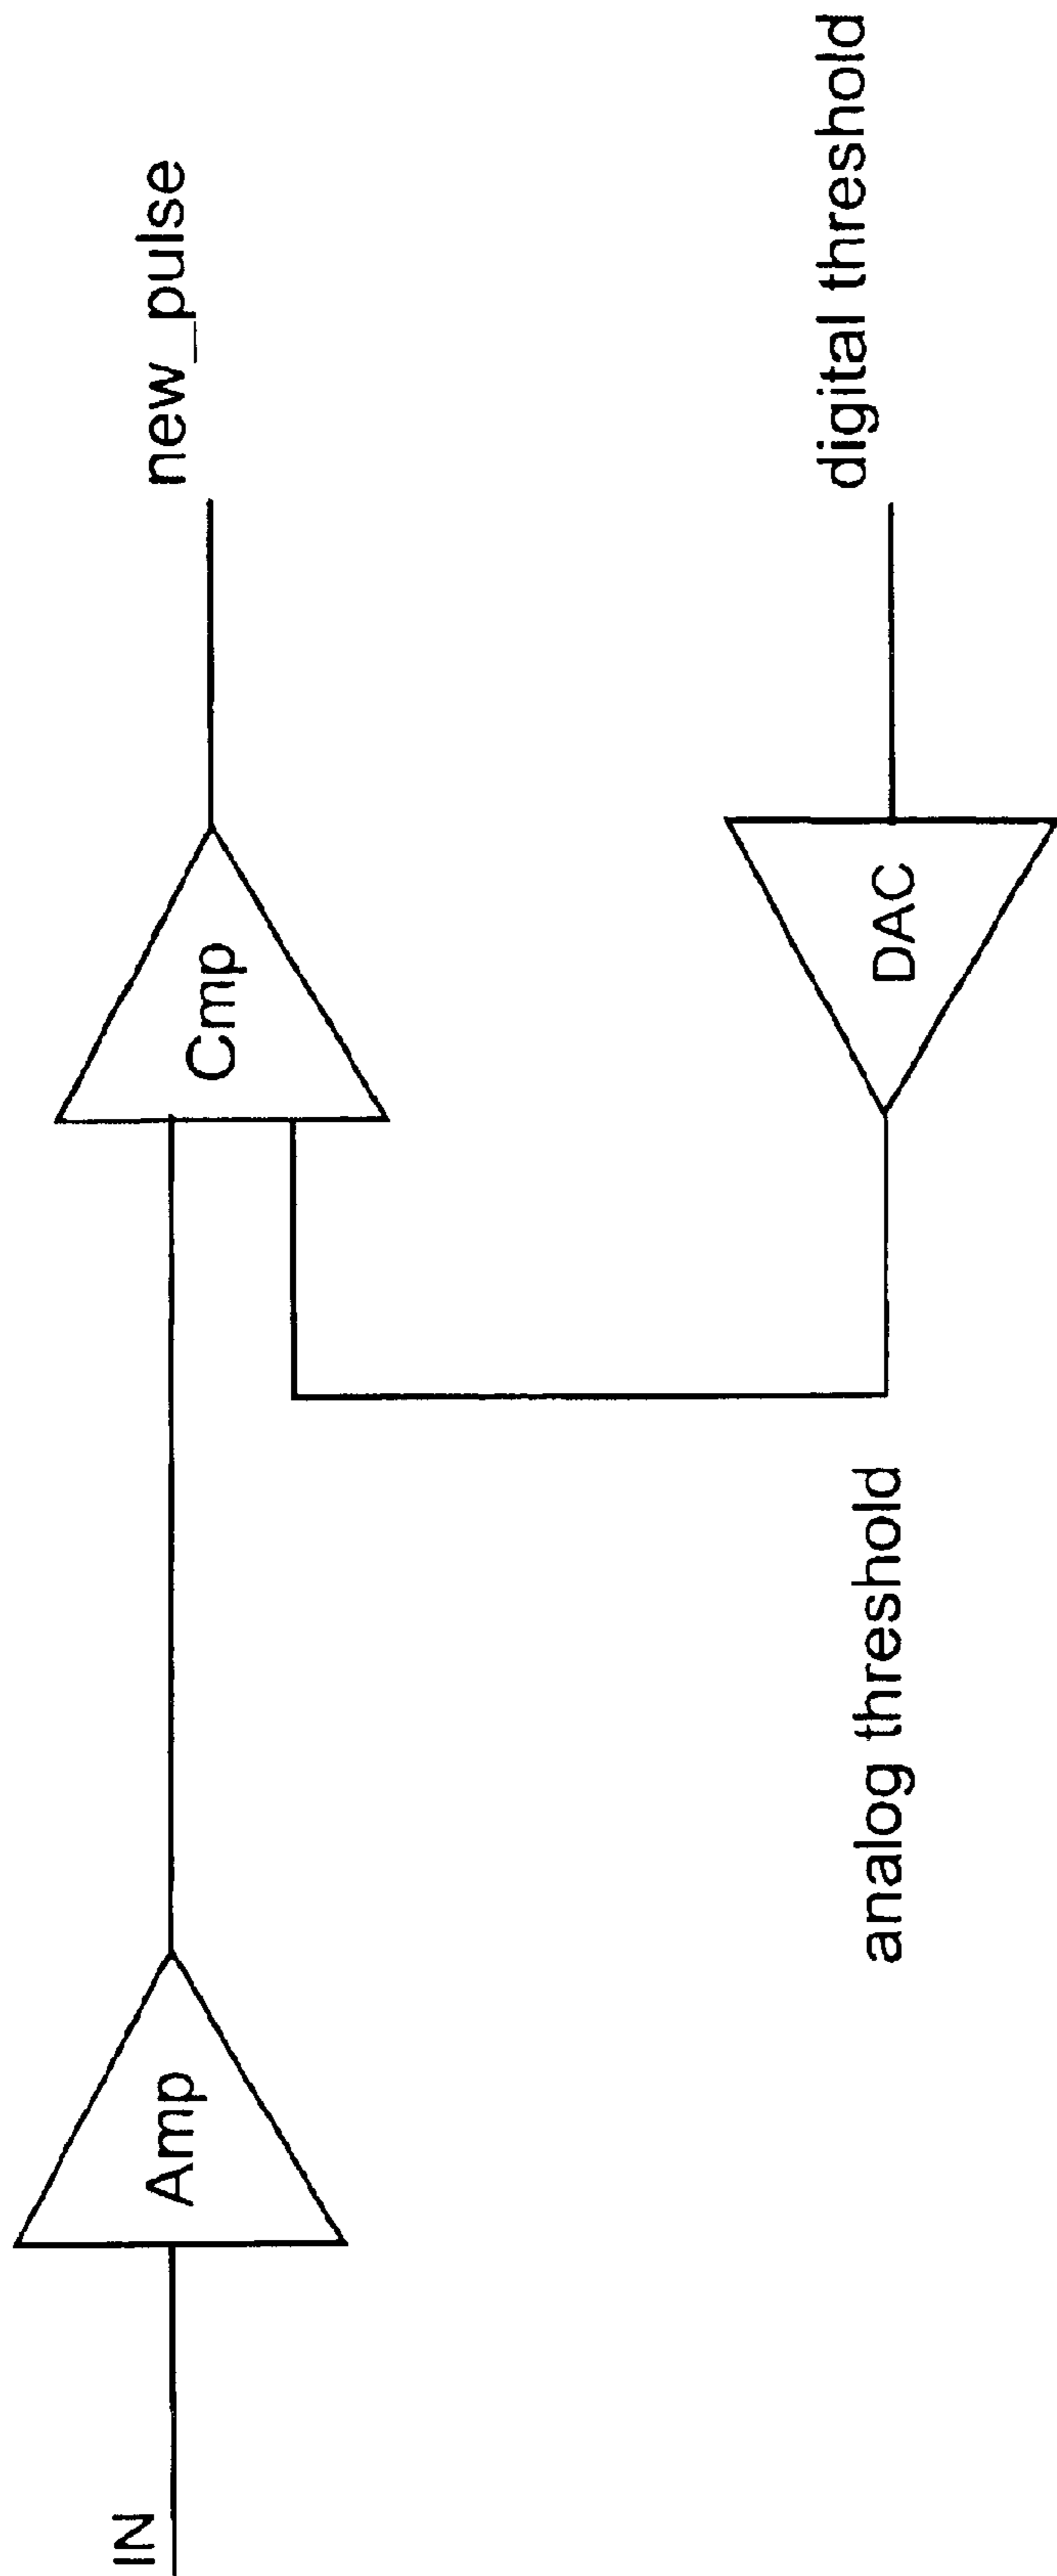 IN
Amp
Cmp
new_pulse
analog threshold
DAC
digital threshold